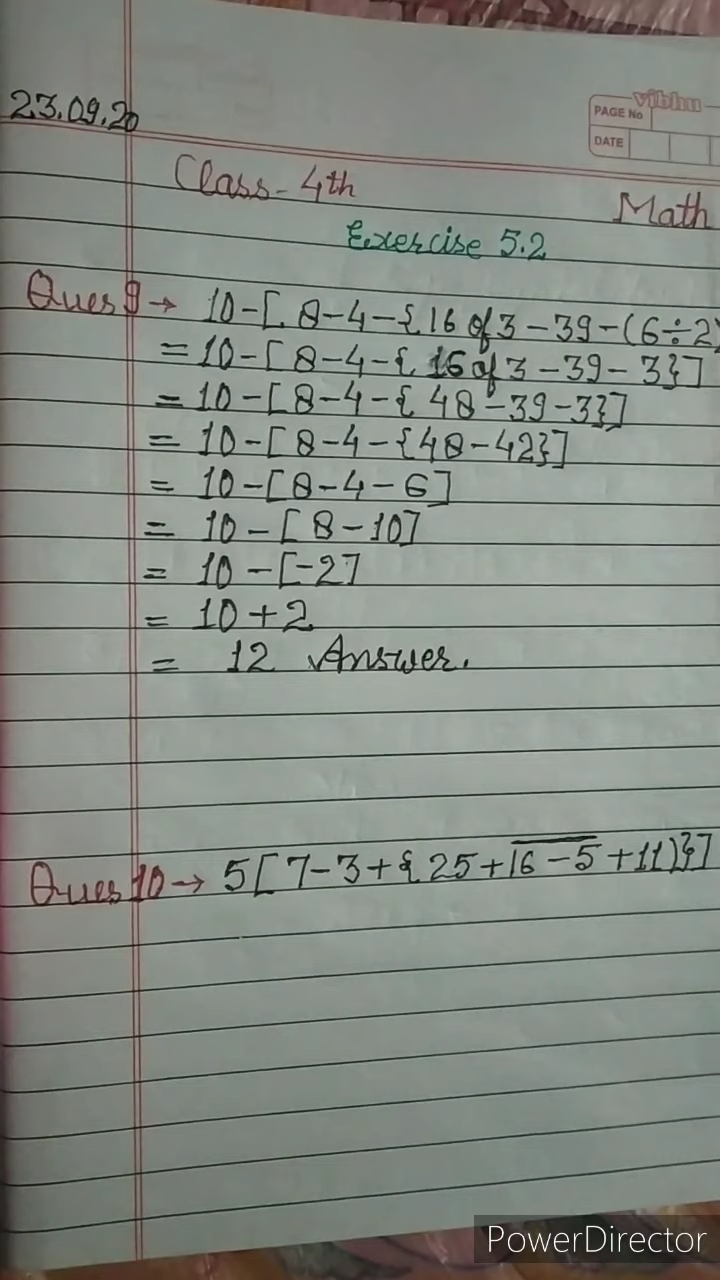 23.09.20
vibhu
PAGE No
DATE
Class - 4th
Math
Exercise 5.2
Ques 9 → 10-[ 8-4-{16 of 3-39-(6÷2)
= 10-[8-4-{ 16 of 3-39-3}]
= 10-[8-4-{ 48-39-3}]
= 10-[8-4-{48-42}]
= 10-[8-4-6]
= 10-[8-10]
= 10-[-2]
= 10+2
= 12 Answer.
Ques 10 → 5[7-3+{25+1̅6̅-̅5̅+11)}]
PowerDirector